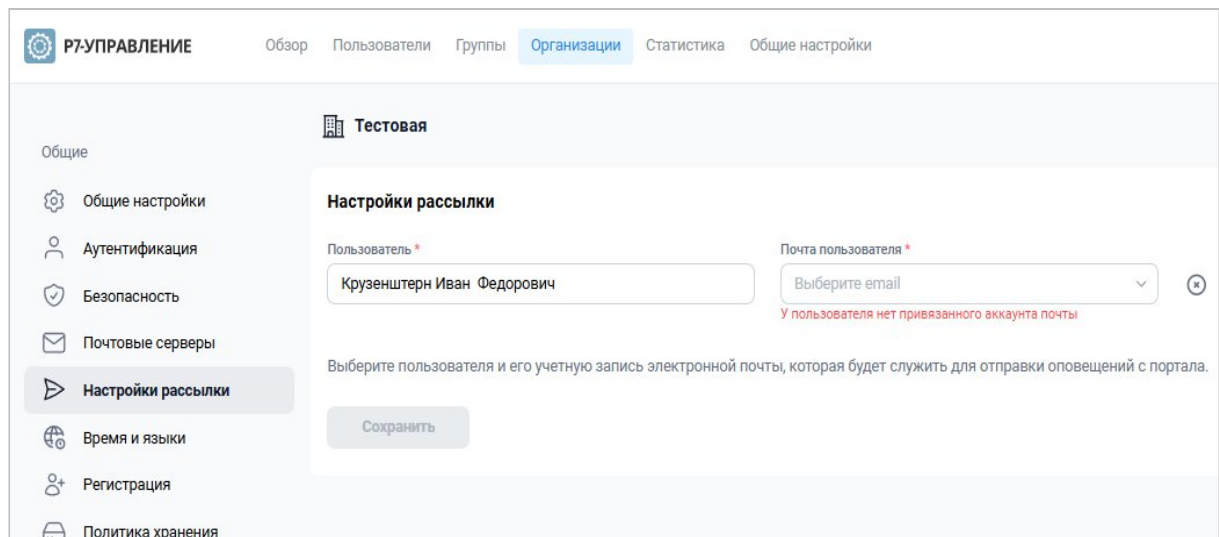 Р7-УПРАВЛЕНИЕ Обзор Пользователи Группы Организации Статистика Общие настройки
Тестовая
Общие
Общие настройки
Аутентификация
Безопасность
Почтовые серверы
Настройки рассылки
Время и языки
Регистрация
Политика хранения
Настройки рассылки
Пользователь * Почта пользователя *
Крузенштерн Иван Федорович Выберите email
У пользователя нет привязанного аккаунта почты
Выберите пользователя и его учетную запись электронной почты, которая будет служить для отправки оповещений с портала.
Сохранить